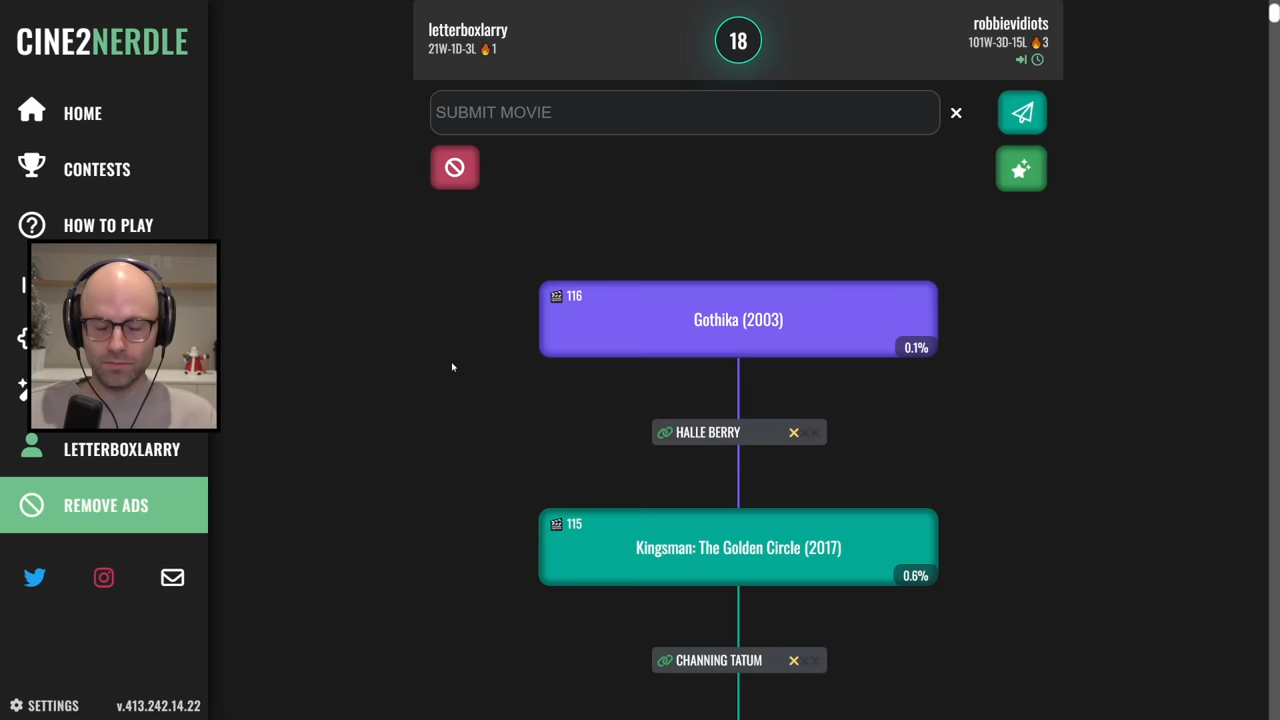 CINE2NERDLE
HOME
CONTESTS
HOW TO PLAY
LETTERBOXLARRY
REMOVE ADS
SETTINGS
v.413.242.14.22
letterboxlarry
21W-1D-3L 🔥1
18
robbievidiots
101W-3D-15L 🔥3
SUBMIT MOVIE
116
Gothika (2003)
0.1%
HALLE BERRY
115
Kingsman: The Golden Circle (2017)
0.6%
CHANNING TATUM